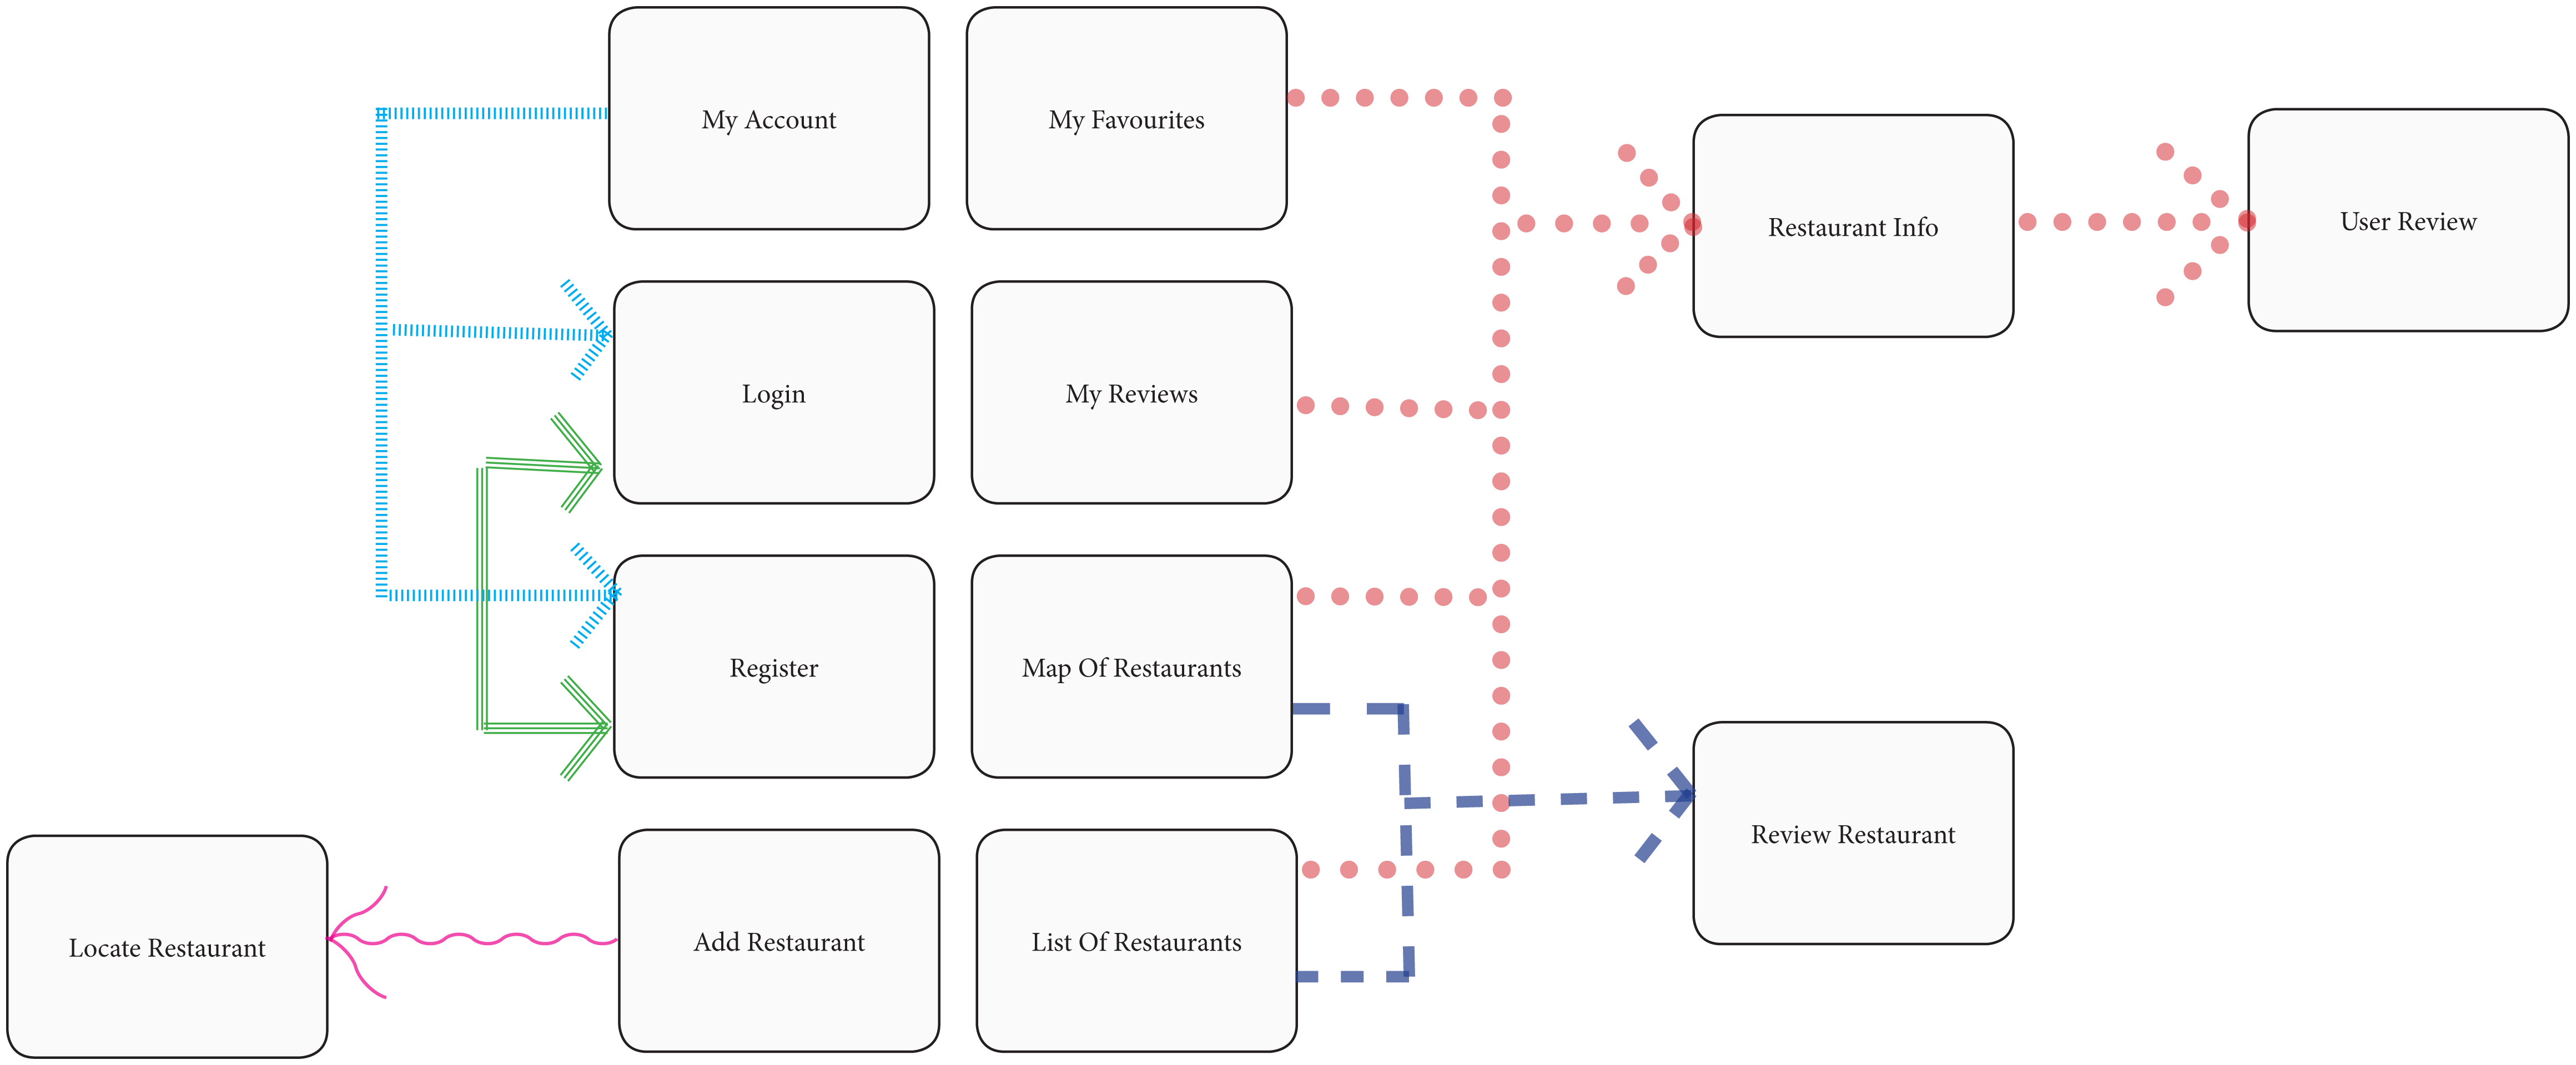 My Account
My Favourites
Restaurant Info
User Review
Login
My Reviews
Register
Map Of Restaurants
Review Restaurant
Locate Restaurant
Add Restaurant
List Of Restaurants